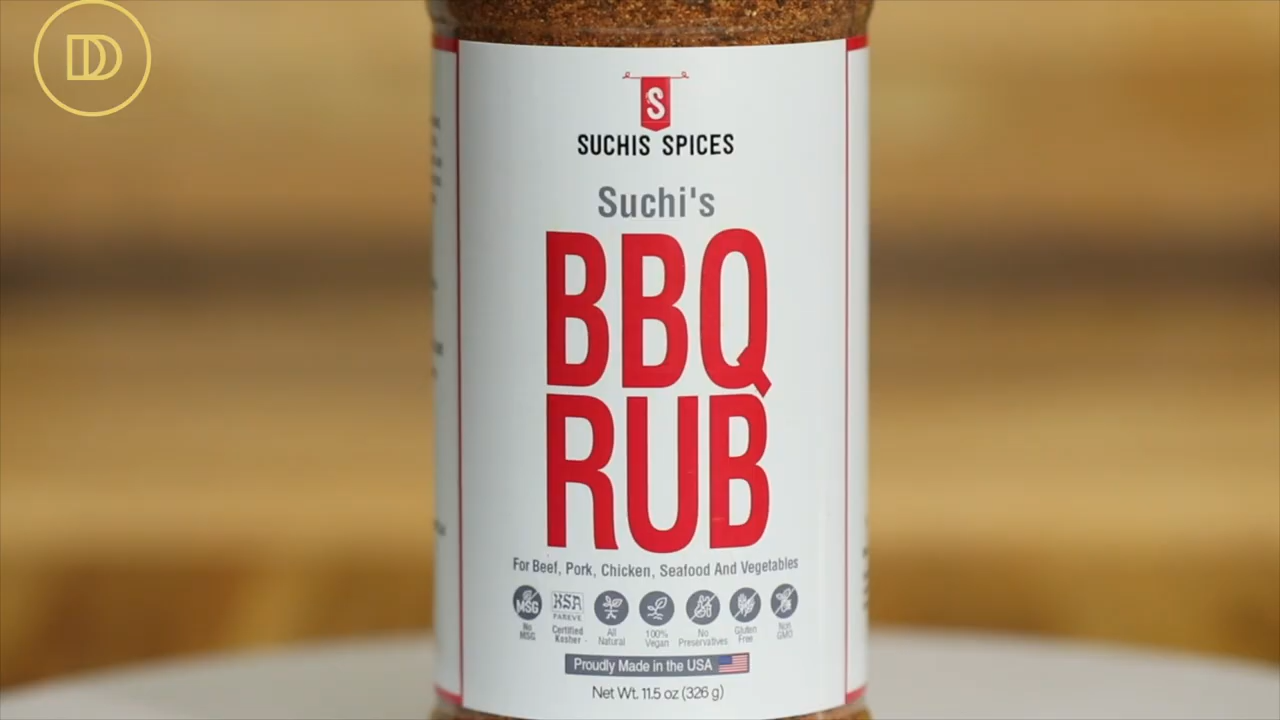 DD
S
SUCHIS SPICES
Suchi's
BBQ
RUB
For Beef, Pork, Chicken, Seafood And Vegetables
MSG
No
MSG
KSA
PAREVE
Certified
Kosher
All
Natural
100%
Vegan
No
Preservatives
Gluten
Free
Non
GMO
Proudly Made in the USA
Net Wt. 11.5 oz (326 g)